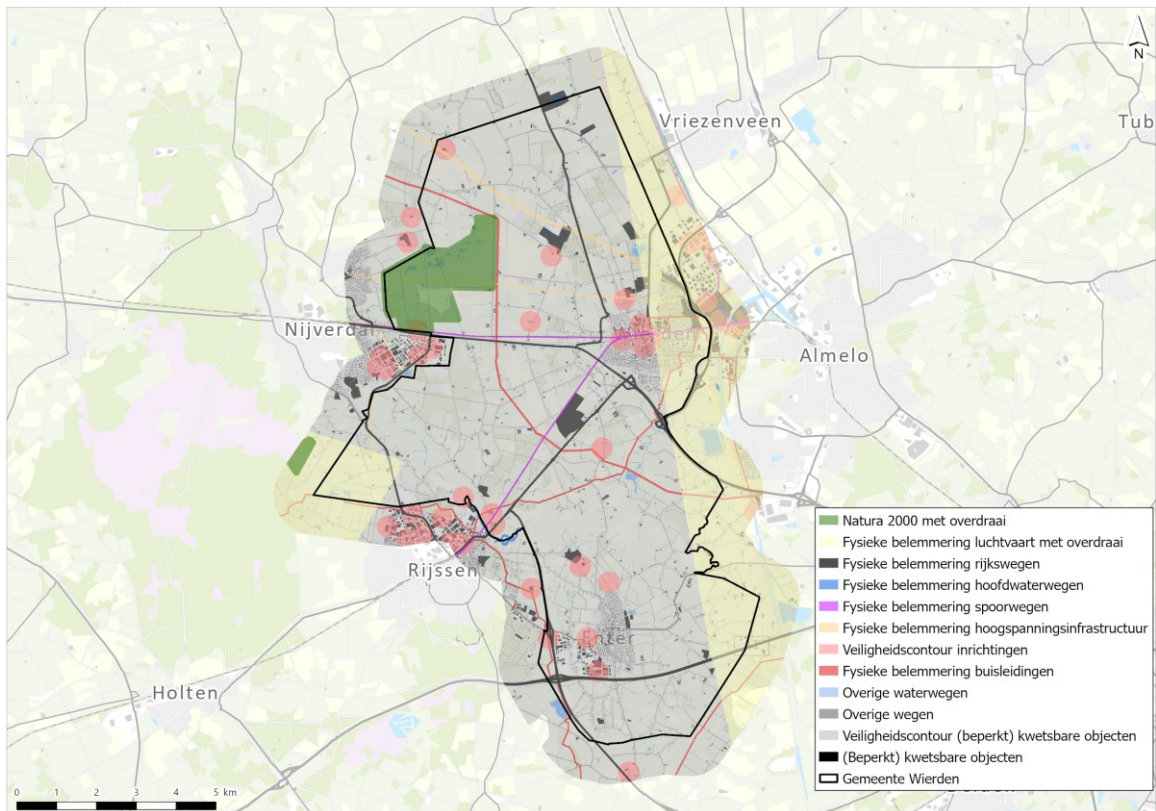 N
Vriezenveen
Tub
Nijverda
Almelo
Rijssen
Enter
Holten
Natura 2000 met overdraai
Fysieke belemmering luchtvaart met overdraai
Fysieke belemmering rijkswegen
Fysieke belemmering hoofdwaterwegen
Fysieke belemmering spoorwegen
Fysieke belemmering hoogspanningsinfrastructuur
Veiligheidscontour inrichtingen
Fysieke belemmering buisleidingen
Overige waterwegen
Overige wegen
Veiligheidscontour (beperkt) kwetsbare objecten
(Beperkt) kwetsbare objecten
Gemeente Wierden
0 1 2 3 4 5 km